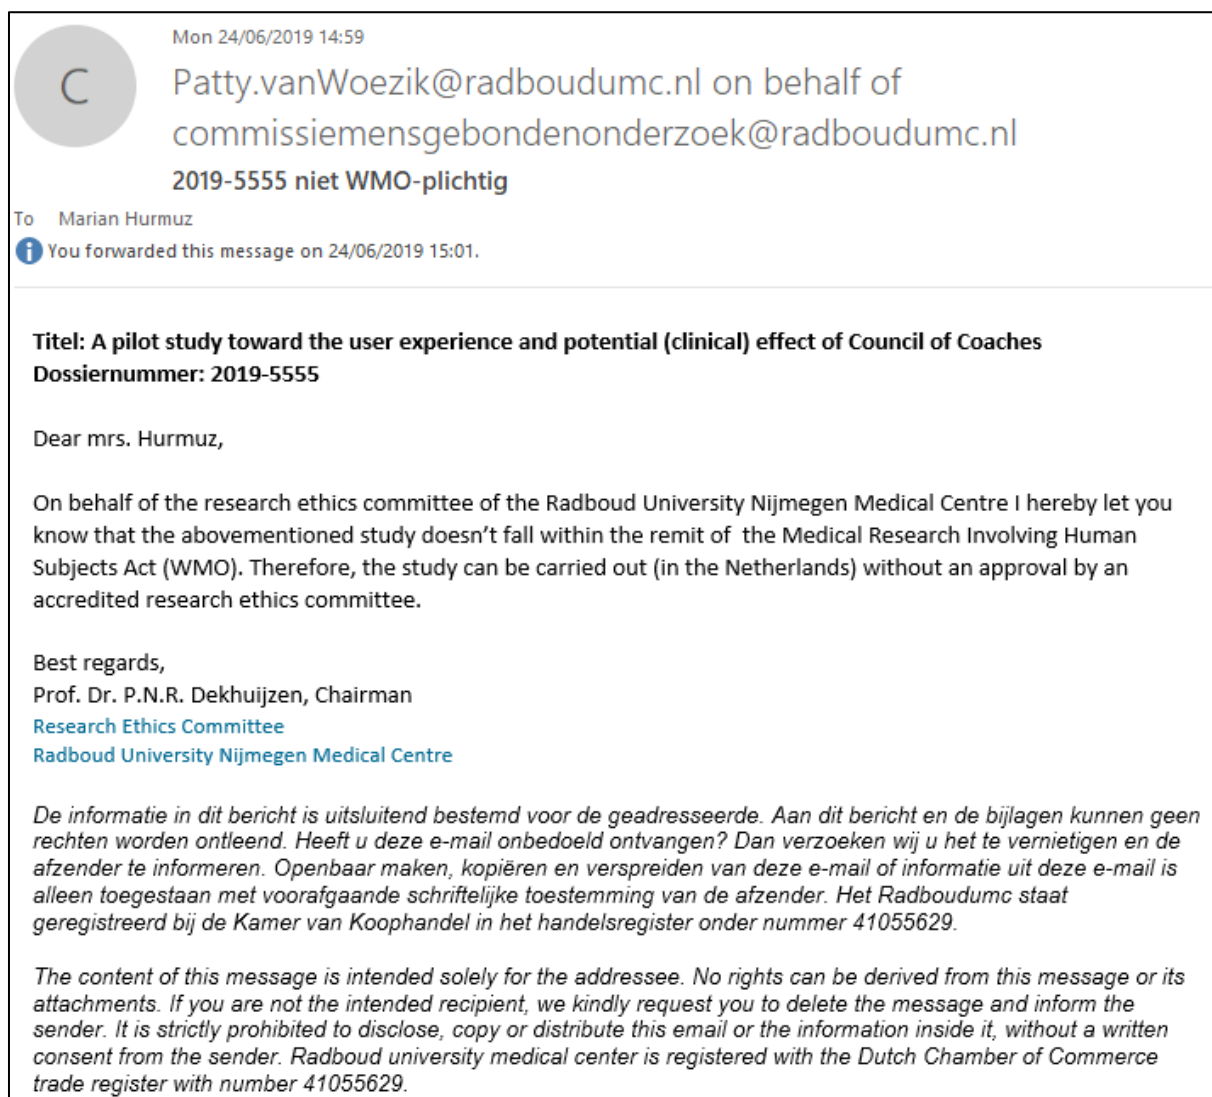 C
Mon 24/06/2019 14:59
Patty.vanWoezik@radboudumc.nl on behalf of
commissiemensgebondenonderzoek@radboudumc.nl
2019-5555 niet WMO-plichtig
To Marian Hurmuz
i You forwarded this message on 24/06/2019 15:01.
Titel: A pilot study toward the user experience and potential (clinical) effect of Council of Coaches
Dossiernummer: 2019-5555
Dear mrs. Hurmuz,
On behalf of the research ethics committee of the Radboud University Nijmegen Medical Centre I hereby let you
know that the abovementioned study doesn't fall within the remit of  the Medical Research Involving Human
Subjects Act (WMO). Therefore, the study can be carried out (in the Netherlands) without an approval by an
accredited research ethics committee.
Best regards,
Prof. Dr. P.N.R. Dekhuijzen, Chairman
Research Ethics Committee
Radboud University Nijmegen Medical Centre
De informatie in dit bericht is uitsluitend bestemd voor de geadresseerde. Aan dit bericht en de bijlagen kunnen geen
rechten worden ontleend. Heeft u deze e-mail onbedoeld ontvangen? Dan verzoeken wij u het te vernietigen en de
afzender te informeren. Openbaar maken, kopiëren en verspreiden van deze e-mail of informatie uit deze e-mail is
alleen toegestaan met voorafgaande schriftelijke toestemming van de afzender. Het Radboudumc staat
geregistreerd bij de Kamer van Koophandel in het handelsregister onder nummer 41055629.
The content of this message is intended solely for the addressee. No rights can be derived from this message or its
attachments. If you are not the intended recipient, we kindly request you to delete the message and inform the
sender. It is strictly prohibited to disclose, copy or distribute this email or the information inside it, without a written
consent from the sender. Radboud university medical center is registered with the Dutch Chamber of Commerce
trade register with number 41055629.